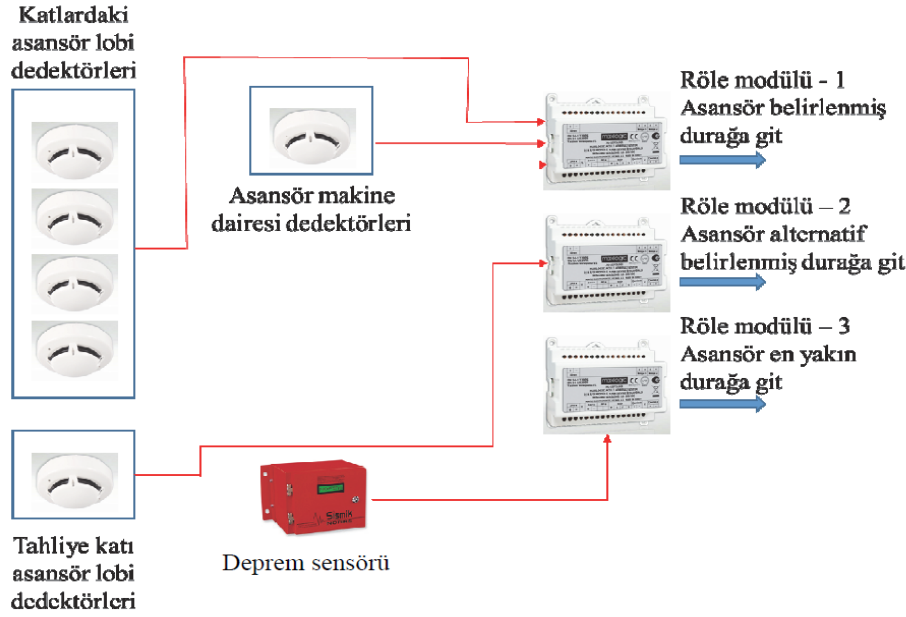 Katlardaki
asansör lobi
dedektörleri
Asansör makine
dairesi dedektörleri
Röle modülü - 1
Asansör belirlenmiş
durağa git
Röle modülü – 2
Asansör alternatif
belirlenmiş durağa git
Röle modülü – 3
Asansör en yakın
durağa git
Tahliye katı
asansör lobi
dedektörleri
Sismik
Deprem sensörü